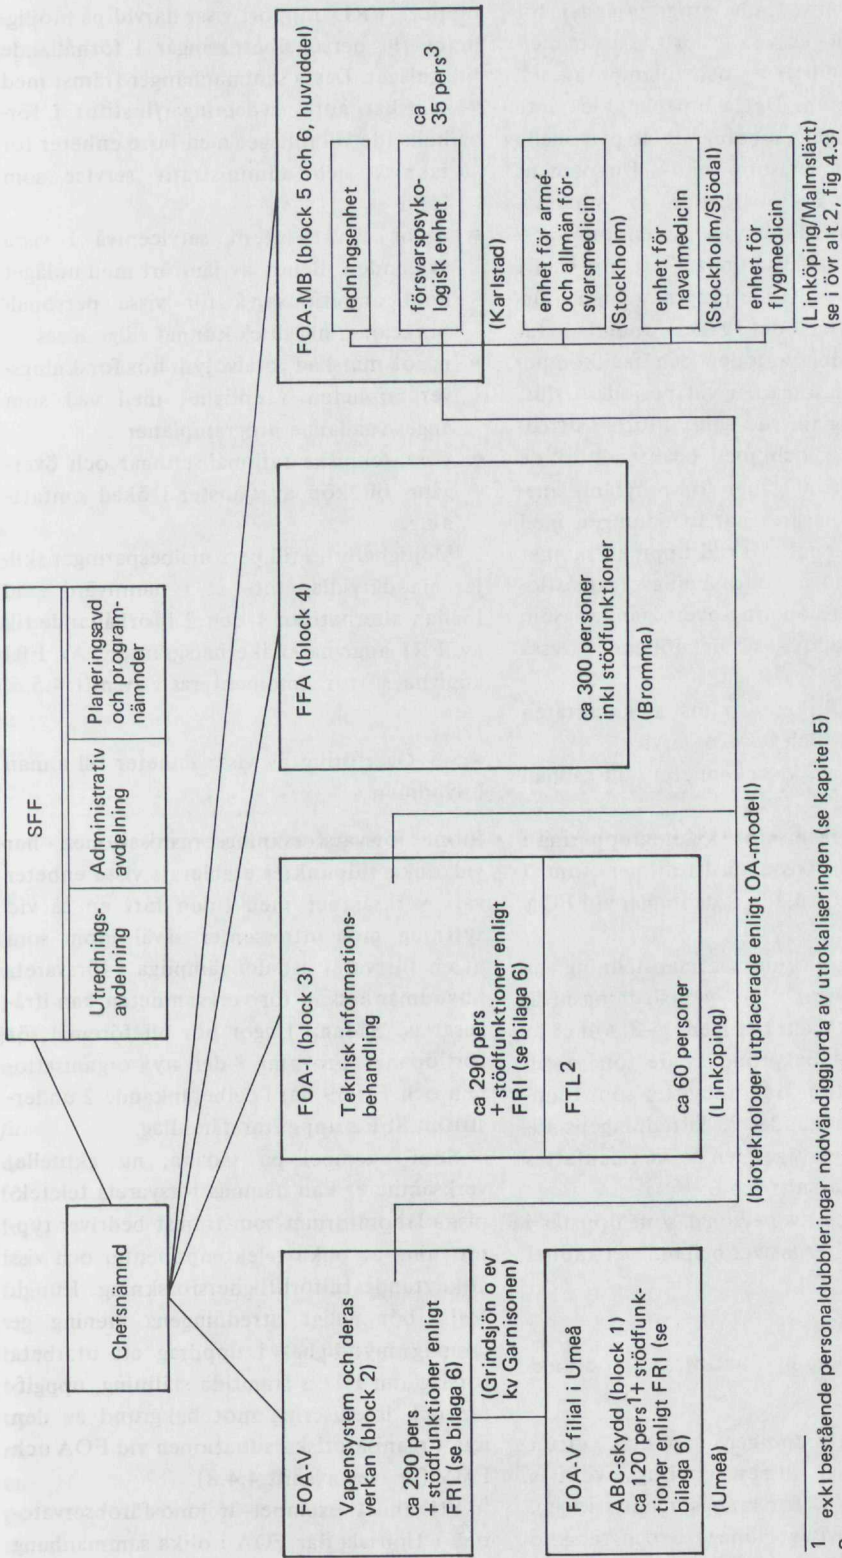 SFF
Chefsnämnd
Utrednings-
avdelning
Administrativ
avdelning
Planeringsråd
och program-
nämnder
FOA-V
Vapensystem och dess
verkan (block 2)
ca 290 pers
+ stödfunktioner enligt
FRI (se bilaga 6)
(Grindsjön o ev
kv Garnisonen)
FOA-V filial i Umeå
ABC-skydd (block 1)
ca 120 pers1+ stödfunk-
tioner enligt FRI (se
bilaga 6)
(Umeå)
FOA-T (block 3)
Teknisk informations-
behandling
ca 290 pers
+ stödfunktioner enligt
FRI (se bilaga 6)
FTL2
ca 60 personer
(Linköping)
FFA (block 4)
ca 300 personer
inkl stödfunktioner
(Bromma)
FOA-MB (block 5 och 6, huvuddel)
ledningsenhet
försvarspsyko-
logisk enhet
ca
35 pers3
(Karlstad)
enhet för armé-
och allmän för-
svarsmedicin
(Stockholm)
enhet för
navalmedicin
(Stockholm/Sjödal)
enhet för
flygmedicin
(Linköping/Malmslätt)
se i övr alt 2, fig 4.3)
(bioteknologer utplacerade enligt OA-modell)
1 exkl bestående personaldubbleringar nödvändiggjorda av utlokaliseringen (se kapitel 5)